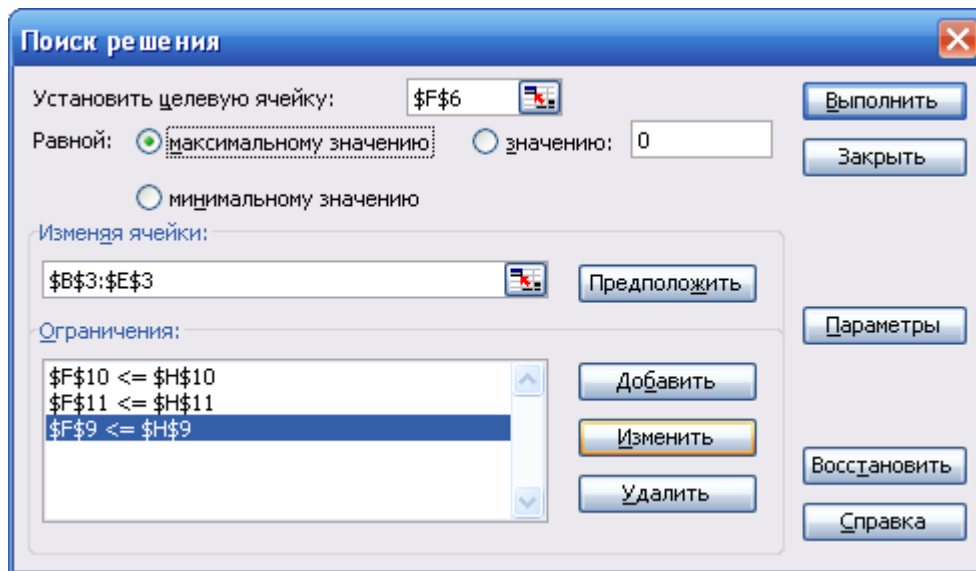 Поиск решения
Установить целевую ячейку: $F$6
Равной: максимальному значению значению: 0
минимальному значению
Изменяя ячейки:
$B$3:$E$3
Предположить
Ограничения:
$F$10 <= $H$10
$F$11 <= $H$11
$F$9 <= $H$9
Добавить
Изменить
Удалить
Выполнить
Закрыть
Параметры
Восстановить
Справка